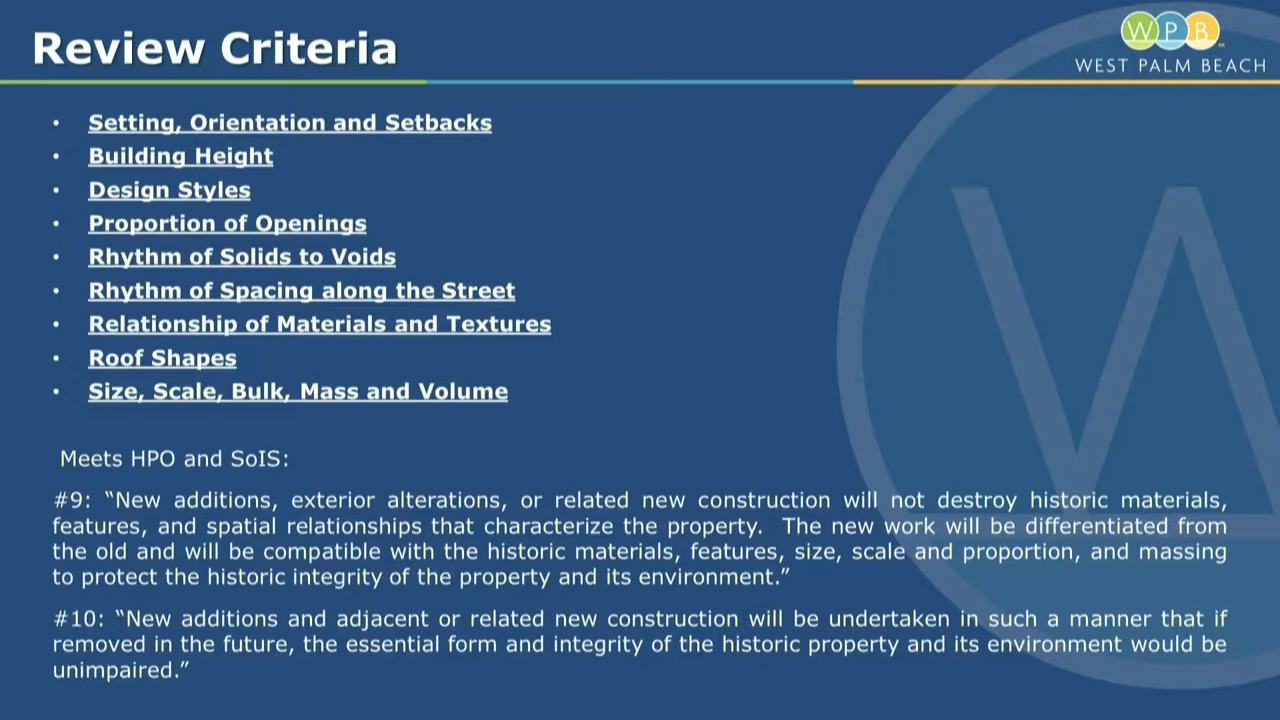 Review Criteria
WPB
WEST PALM BEACH
• Setting, Orientation and Setbacks
• Building Height
• Design Styles
• Proportion of Openings
• Rhythm of Solids to Voids
• Rhythm of Spacing along the Street
• Relationship of Materials and Textures
• Roof Shapes
• Size, Scale, Bulk, Mass and Volume
Meets HPO and SoIS:
#9: “New additions, exterior alterations, or related new construction will not destroy historic materials,
features, and spatial relationships that characterize the property.  The new work will be differentiated from
the old and will be compatible with the historic materials, features, size, scale and proportion, and massing
to protect the historic integrity of the property and its environment.”
#10: “New additions and adjacent or related new construction will be undertaken in such a manner that if
removed in the future, the essential form and integrity of the historic property and its environment would be
unimpaired.”
W